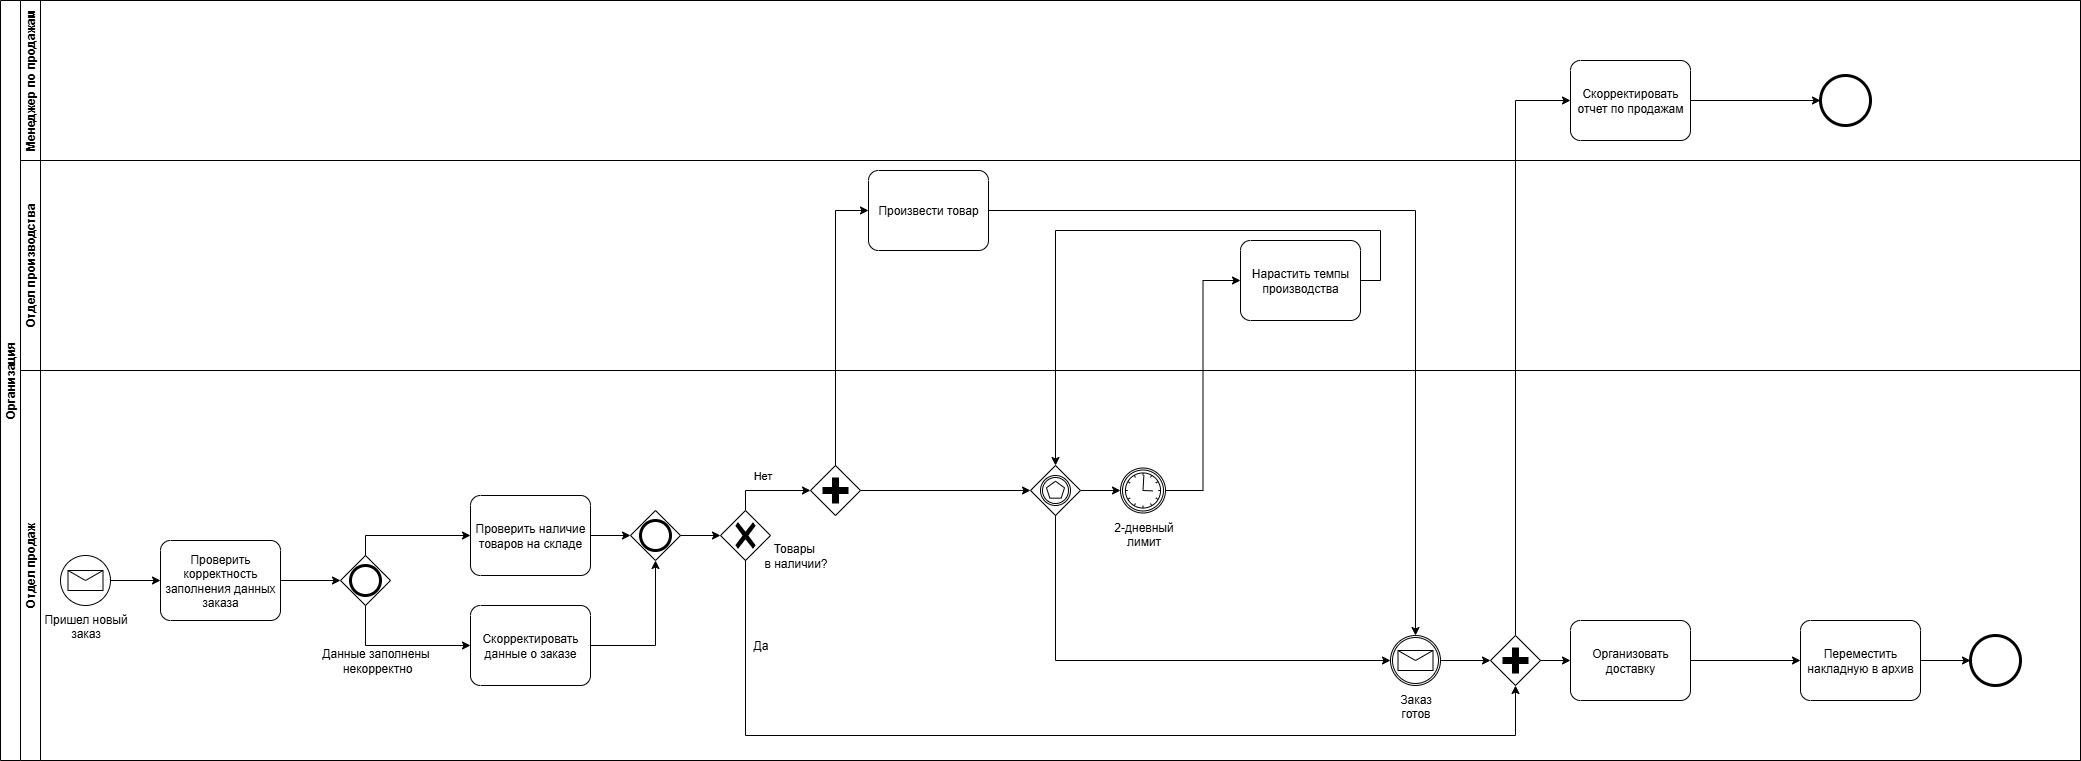 Организация
Менеджер по продажам
Скорректировать
отчет по продажам
Отдел производства
Произвести товар
Нарастить темпы
производства
Отдел продаж
Пришел новый
заказ
Проверить
корректность
заполнения данных
заказа
Данные заполнены
некорректно
Проверить наличие
товаров на складе
Скорректировать
данные о заказе
Товары
в наличии?
Нет
Да
2-дневный
лимит
Заказ
готов
Организовать
доставку
Переместить
накладную в архив